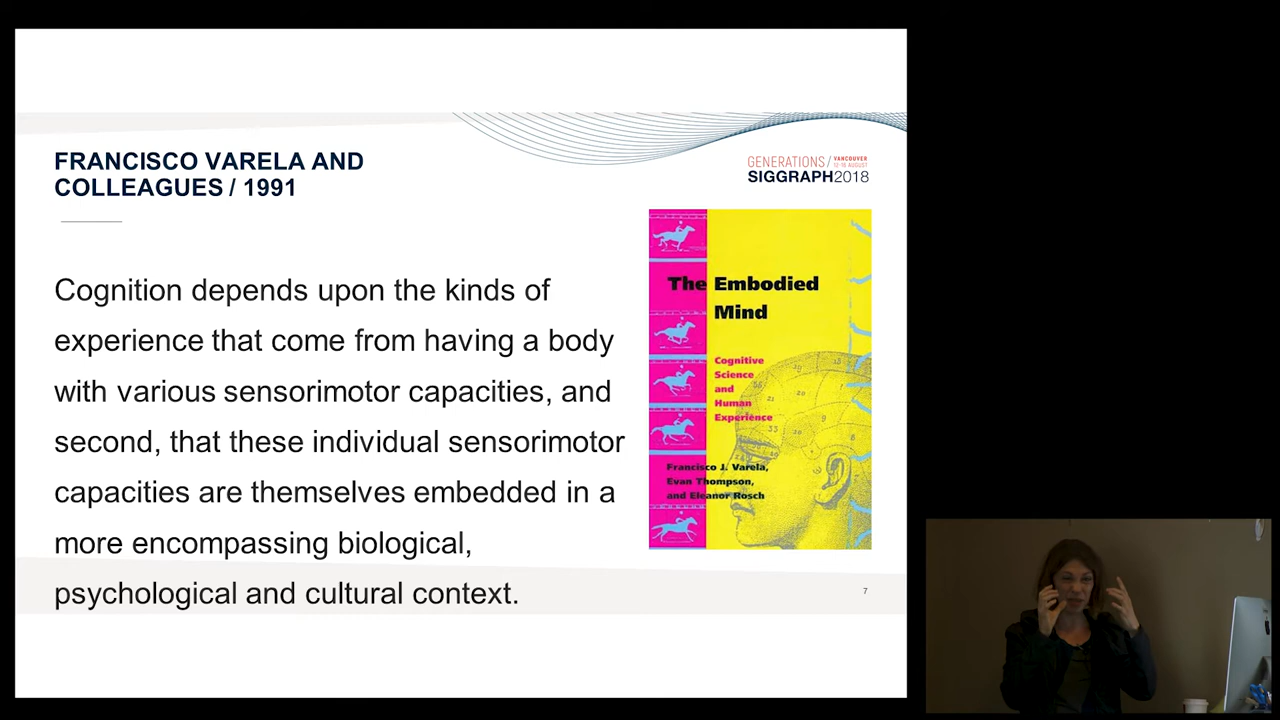 FRANCISCO VARELA AND
COLLEAGUES / 1991
GENERATIONS / VANCOUVER
12-16 AUGUST
SIGGRAPH2018
Cognition depends upon the kinds of
experience that come from having a body
with various sensorimotor capacities, and
second, that these individual sensorimotor
capacities are themselves embedded in a
more encompassing biological,
psychological and cultural context.
The Embodied
Mind
Cognitive
Science
and
Human
Experience
Francisco J. Varela,
Evan Thompson,
and Eleanor Rosch
7